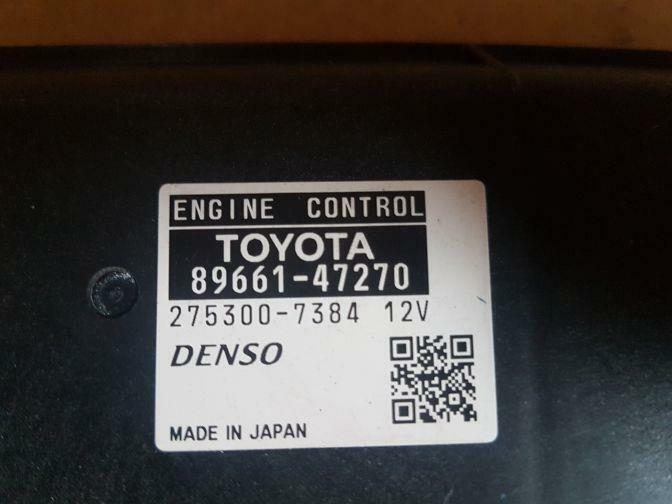 ENGINE CONTROL
TOYOTA
89661-47270
275300-7384 12V
DENSO
MADE IN JAPAN